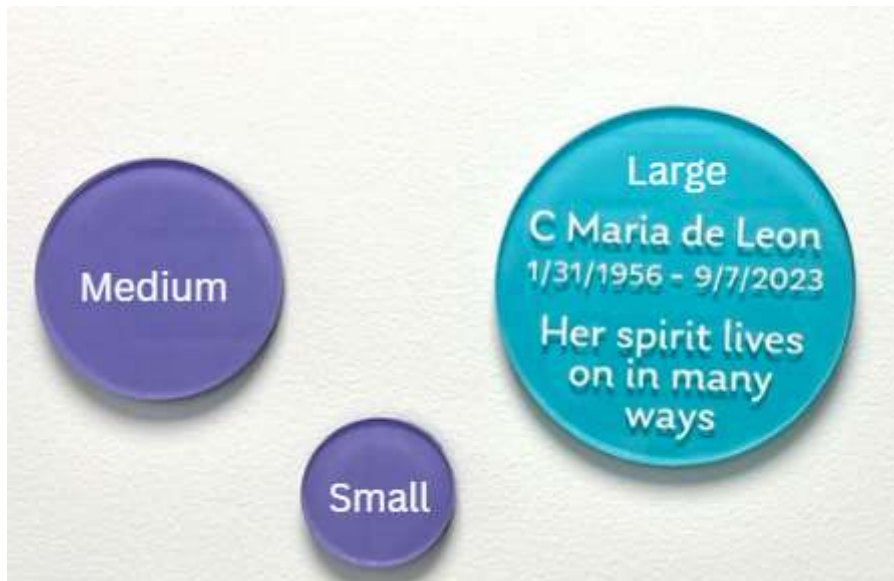 Medium
Small
Large
C Maria de Leon
1/31/1956 - 9/7/2023
Her spirit lives
on in many
ways